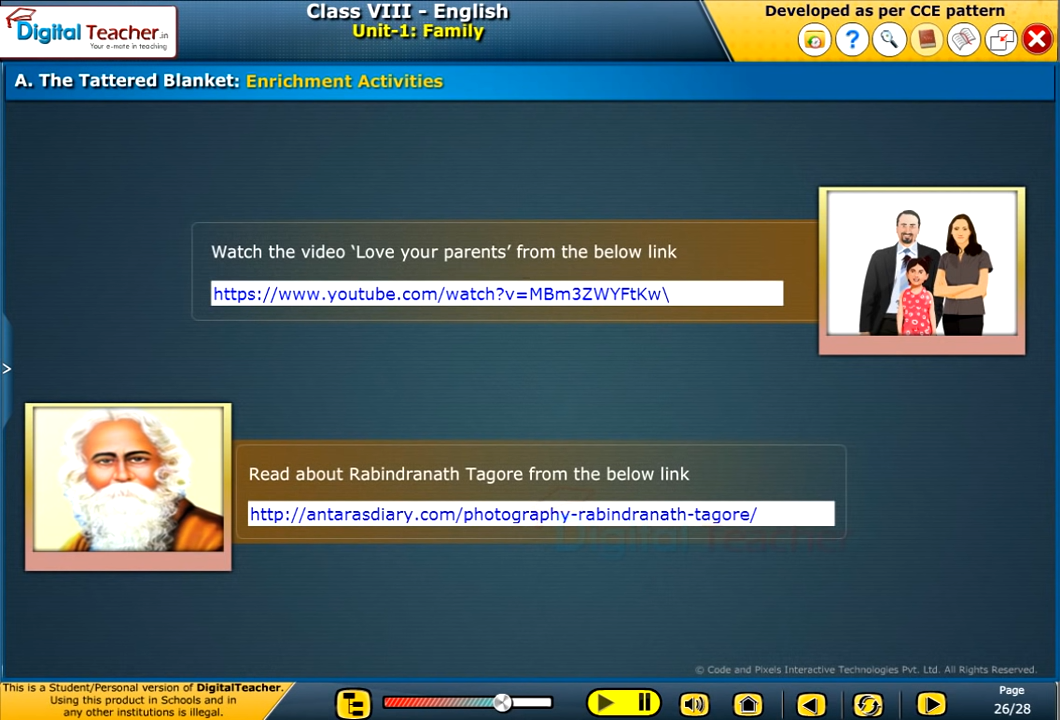 Digital Teacher.in
Your e-mate in teaching
Class VIII - English
Unit-1: Family
Developed as per CCE pattern
?
A. The Tattered Blanket: Enrichment Activities
Watch the video ‘Love your parents’ from the below link
https://www.youtube.com/watch?v=MBm3ZWYFtKw\
>
Read about Rabindranath Tagore from the below link
http://antarasdiary.com/photography-rabindranath-tagore/
Digital Teacher
© Code and Pixels Interactive Technologies Pvt. Ltd. All Rights Reserved.
This is a Student/Personal version of DigitalTeacher.
Using this product in Schools and in
any other institutions is illegal.
Page
26/28